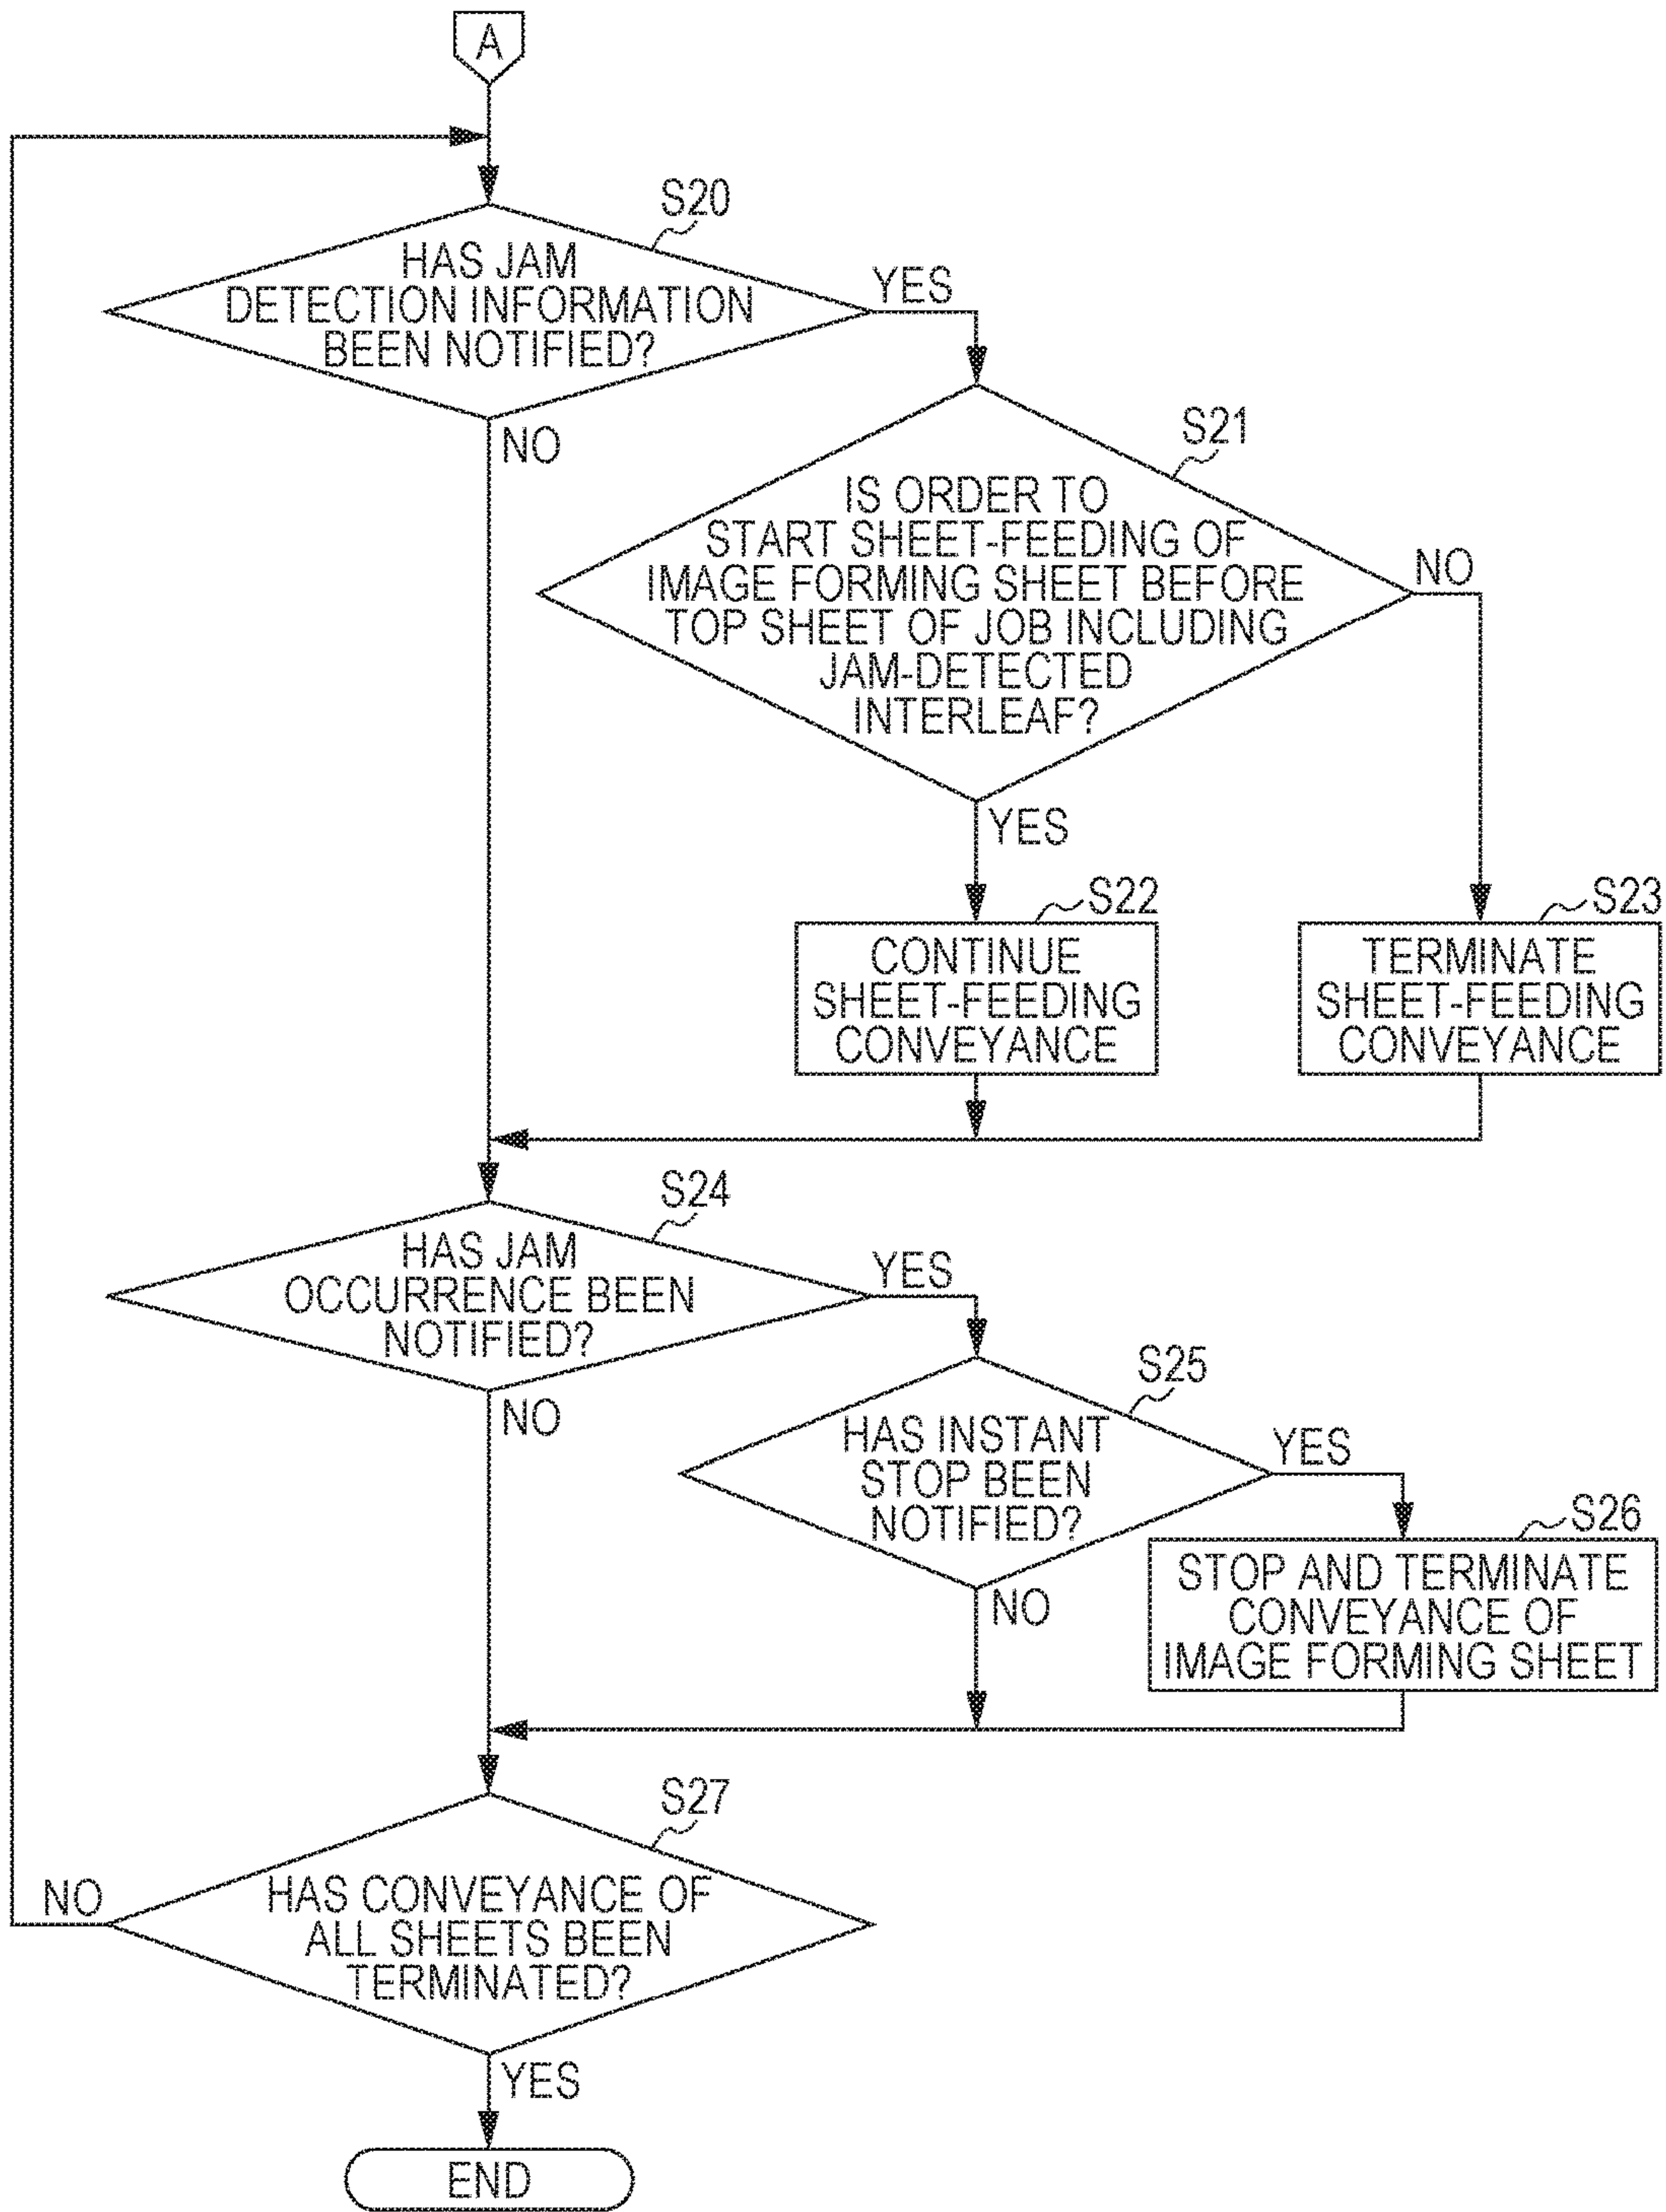 A
S20
HAS JAM
DETECTION INFORMATION
BEEN NOTIFIED?
YES
NO
S21
IS ORDER TO
START SHEET-FEEDING OF
IMAGE FORMING SHEET BEFORE
TOP SHEET OF JOB INCLUDING
JAM-DETECTED
INTERLEAF?
NO
YES
S22
CONTINUE
SHEET-FEEDING
CONVEYANCE
S23
TERMINATE
SHEET-FEEDING
CONVEYANCE
S24
HAS JAM
OCCURRENCE BEEN
NOTIFIED?
YES
NO
S25
HAS INSTANT
STOP BEEN
NOTIFIED?
YES
NO
S26
STOP AND TERMINATE
CONVEYANCE OF
IMAGE FORMING SHEET
S27
HAS CONVEYANCE OF
ALL SHEETS BEEN
TERMINATED?
NO
YES
END